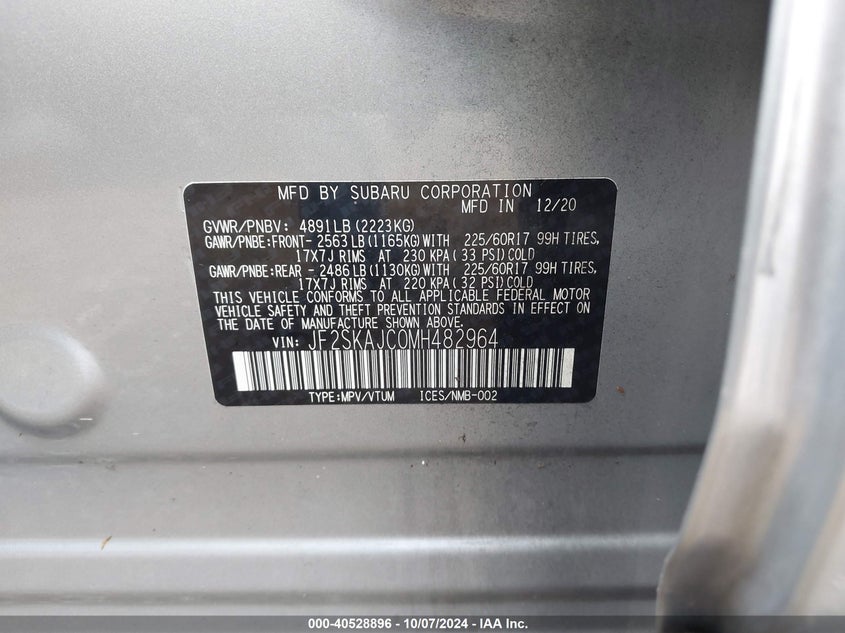 MFD BY SUBARU CORPORATION
MFD IN 12/20
GVWR/PNBV: 4891LB(2223KG)
GAWR/PNBE:FRONT- 2563LB(1165KG)WITH 225/60R17 99H TIRES,
17X7J RIMS AT 230 KPA( 33 PSI)COLD
GAWR/PNBE:REAR - 2486LB(1130KG)WITH 225/60R17 99H TIRES,
17X7J RIMS AT 220 KPA( 32 PSI)COLD
THIS VEHICLE CONFORMS TO ALL APPLICABLE FEDERAL MOTOR
VEHICLE SAFETY AND THEFT PREVENTION STANDARDS IN EFFECT ON
THE DATE OF MANUFACTURE SHOWN ABOVE.
VIN: JF2SKAJC0MH482964
TYPE:MPV/VTUM ICES/NMB-002
000-40528896 - 10/07/2024 - IAA Inc.